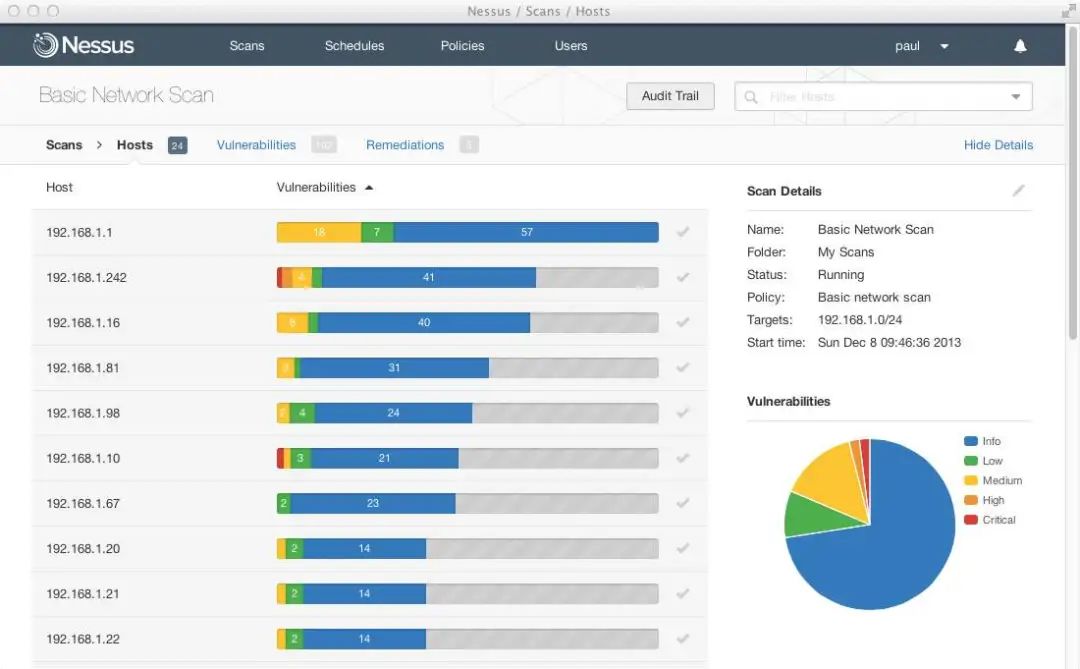 Nessus / Scans / Hosts
Nessus Scans Schedules Policies Users paul
Basic Network Scan Audit Trail Filter Hosts
Scans > Hosts 24 Vulnerabilities 107 Remediations Hide Details
Host Vulnerabilities
192.168.1.1 18 7 57
192.168.1.242 4 41
192.168.1.16 6 40
192.168.1.81 31
192.168.1.98 4 24
192.168.1.10 3 21
192.168.1.67 2 23
192.168.1.20 2 14
192.168.1.21 2 14
192.168.1.22 2 14
Scan Details
Name: Basic Network Scan
Folder: My Scans
Status: Running
Policy: Basic network scan
Targets: 192.168.1.0/24
Start time: Sun Dec 8 09:46:36 2013
Vulnerabilities
Info
Low
Medium
High
Critical